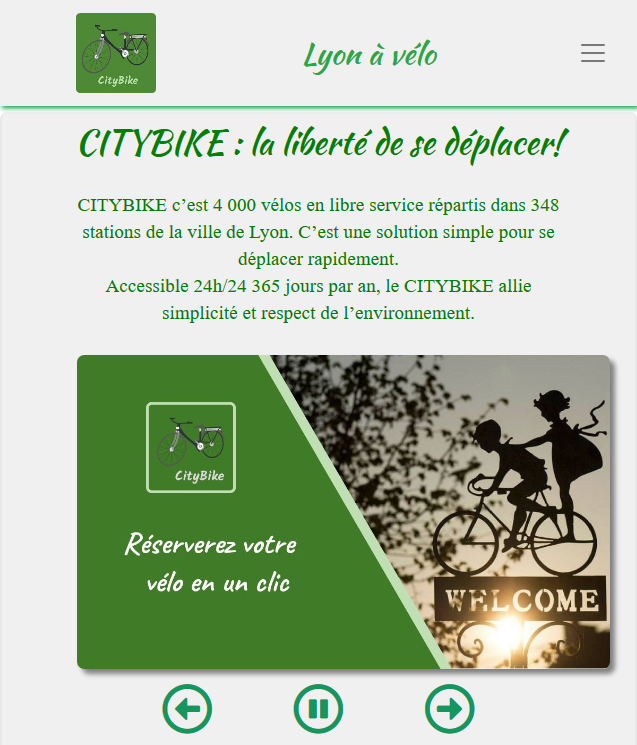 CityBike
Lyon à vélo
CITYBIKE : la liberté de se déplacer!
CITYBIKE c’est 4 000 vélos en libre service répartis dans 348
stations de la ville de Lyon. C’est une solution simple pour se
déplacer rapidement.
Accessible 24h/24 365 jours par an, le CITYBIKE allie
simplicité et respect de l’environnement.
CityBike
Réserverez votre
vélo en un clic
WELCOME